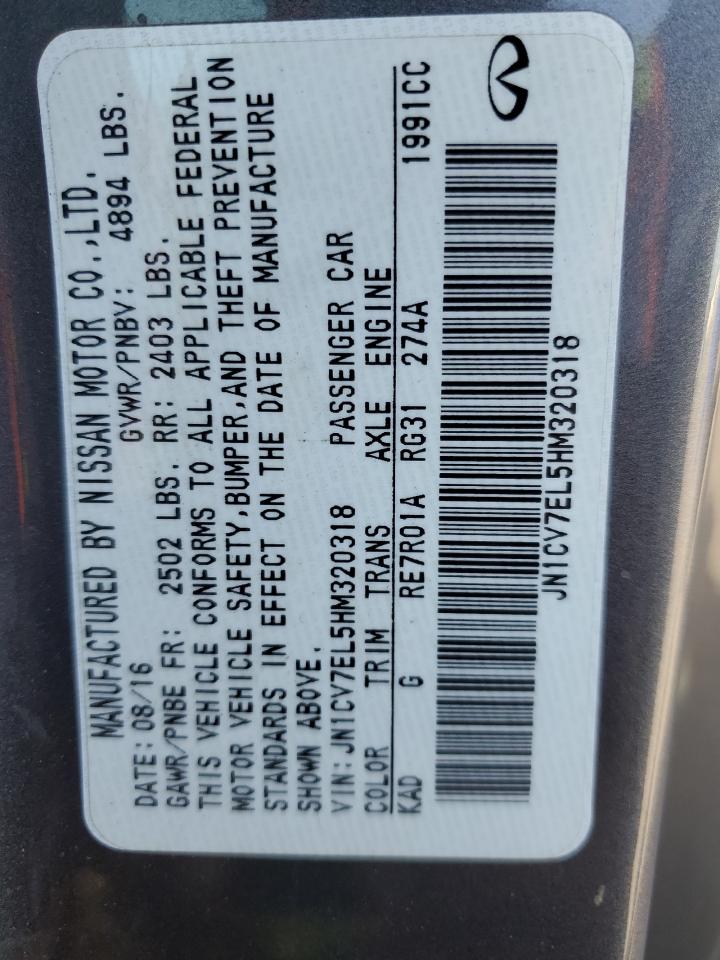 MANUFACTURED BY NISSAN MOTOR CO.,LTD.
DATE: 08/16 GVWR/PNBV: 4894 LBS.
GAWR/PNBE FR: 2502 LBS. RR: 2403 LBS.
THIS VEHICLE CONFORMS TO ALL APPLICABLE FEDERAL
MOTOR VEHICLE SAFETY,BUMPER,AND THEFT PREVENTION
STANDARDS IN EFFECT ON THE DATE OF MANUFACTURE
SHOWN ABOVE.
VIN:JN1CV7EL5HM320318 PASSENGER CAR
COLOR TRIM TRANS AXLE ENGINE
KAD G RE7R01A RG31 274A 1991CC
JN1CV7EL5HM320318